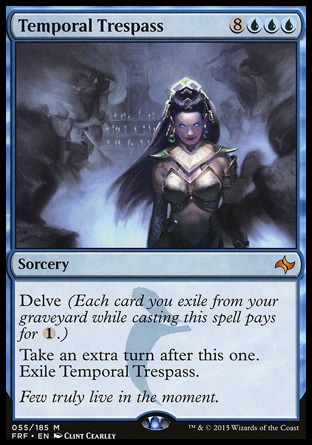 Temporal Trespass 8
Sorcery
Delve (Each card you exile from your
graveyard while casting this spell pays
for 1.)
Take an extra turn after this one.
Exile Temporal Trespass.
Few truly live in the moment.
055/185 M
FRF • EN CLINT CEARLEY
™ & © 2015 Wizards of the Coast